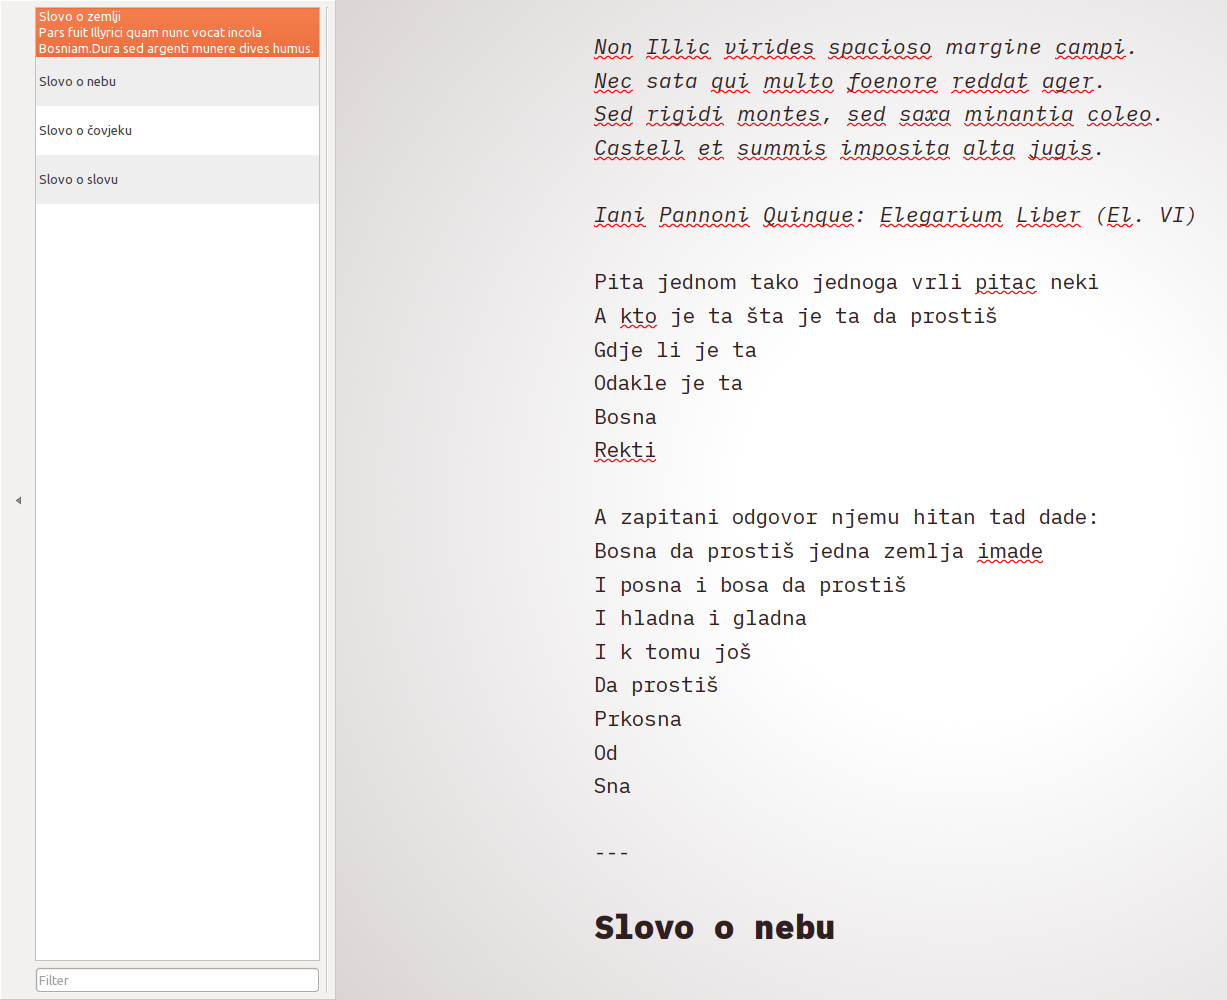 Slovo o zemlji
Pars fuit Illyrici quam nunc vocat incola
Bosniam.Dura sed argenti munere dives humus.
Slovo o nebu
Slovo o čovjeku
Slovo o slovu
Filter
Non Illic virides spacioso margine campi.
Nec sata qui multo foenore reddat ager.
Sed rigidi montes, sed saxa minantia coleo.
Castell et summis imposita alta jugis.
Iani Pannoni Quinque: Elegarium Liber (El. VI)
Pita jednom tako jednoga vrli pitac neki
A kto je ta šta je ta da prostiš
Gdje li je ta
Odakle je ta
Bosna
Rekti
A zapitani odgovor njemu hitan tad dade:
Bosna da prostiš jedna zemlja imade
I posna i bosa da prostiš
I hladna i gladna
I k tomu još
Da prostiš
Prkosna
Od
Sna
---
Slovo o nebu